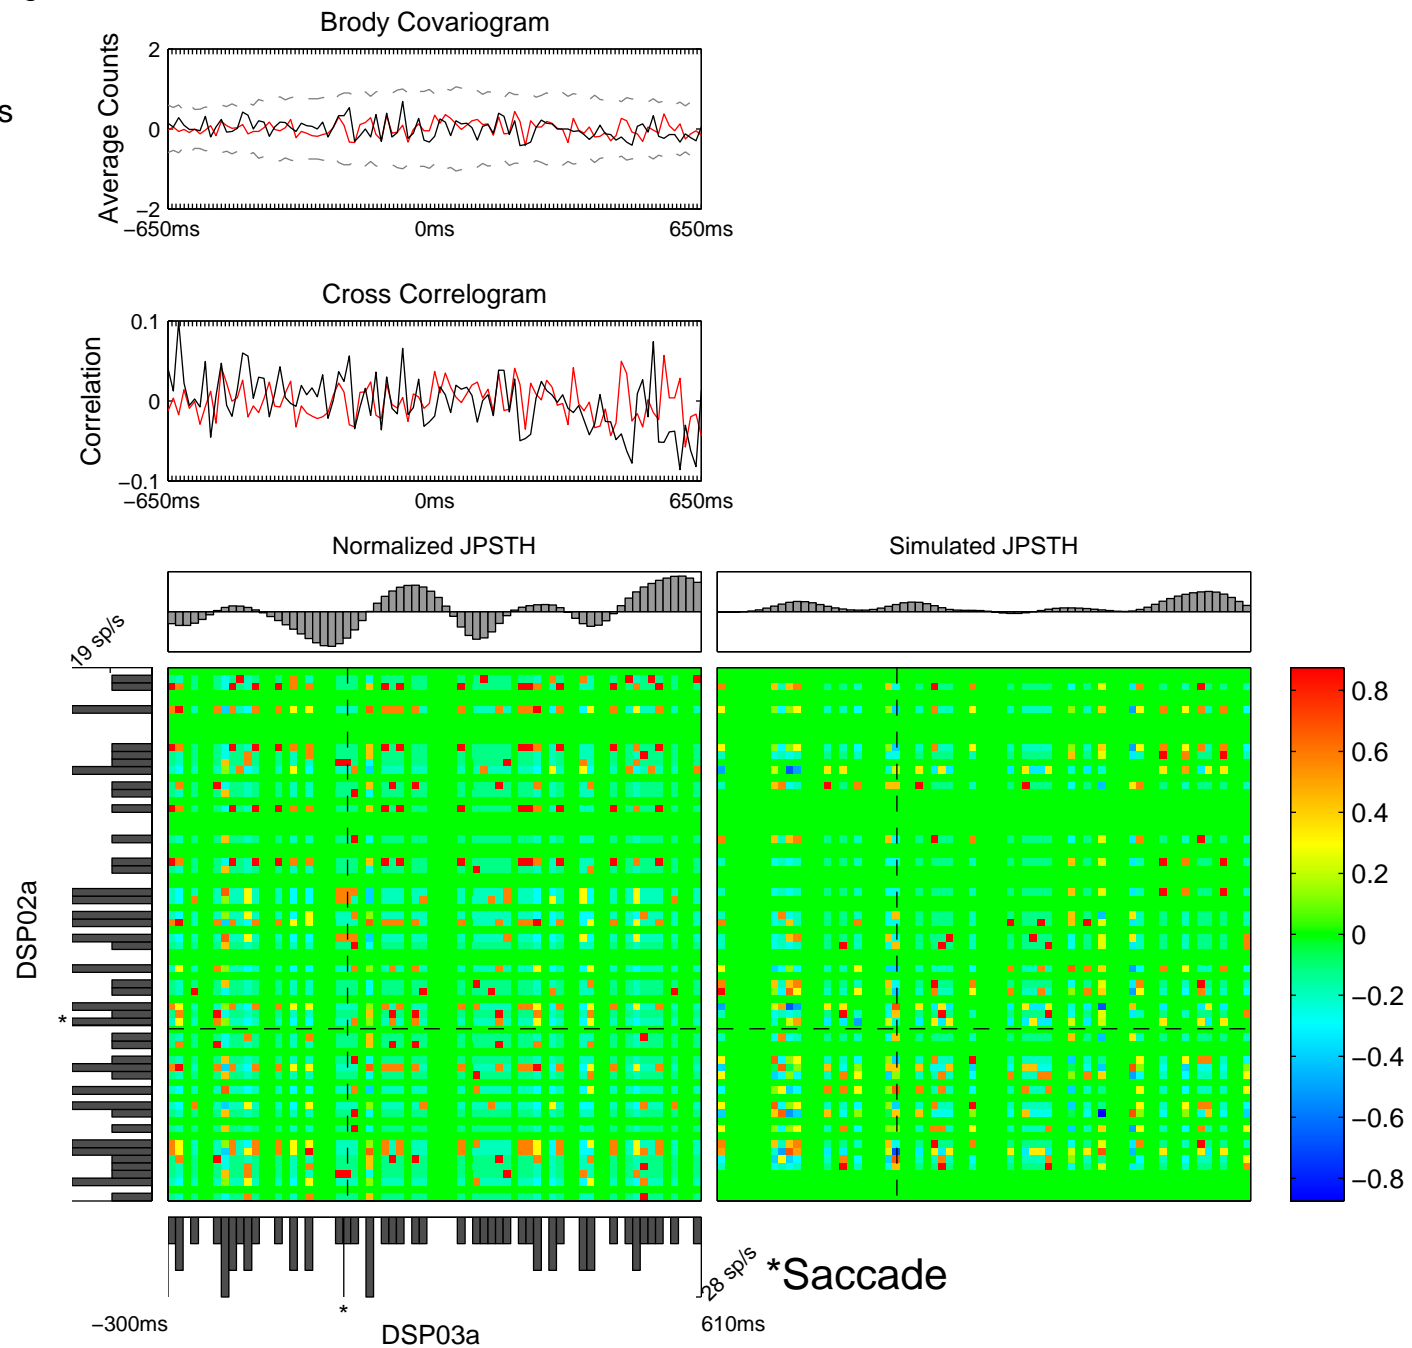 Brody Covariogram
Average Counts
s
2
0
−2
−650ms 0ms 650ms
Cross Correlogram
Correlation
0.1
0
−0.1
−650ms 0ms 650ms
Normalized JPSTH
Simulated JPSTH
19 sp/s
DSP02a
*
0.8
0.6
0.4
0.2
0
−0.2
−0.4
−0.6
−0.8
28 sp/s
*Saccade
*
−300ms
DSP03a
610ms